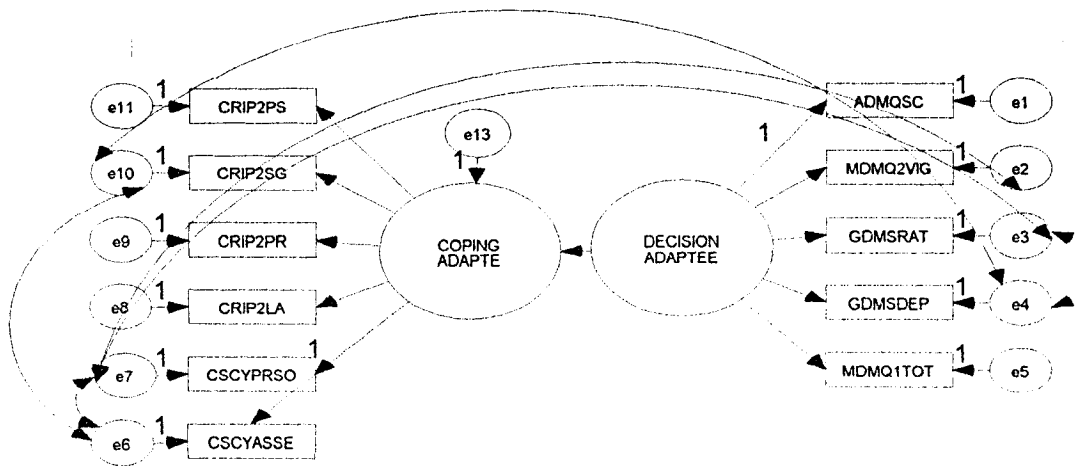 e11
1
CRIP2PS
e10
1
CRIP2SG
e9
1
CRIP2PR
e8
1
CRIP2LA
e7
1
CSCYPRSO
e6
1
CSCYASSE
1
e13
1
COPING
ADAPTE
DECISION
ADAPTEE
1
ADMQSC
1
e1
MDMQ2VIG
1
e2
GDMSRAT
1
e3
GDMSDEP
1
e4
MDMQ1TOT
1
e5